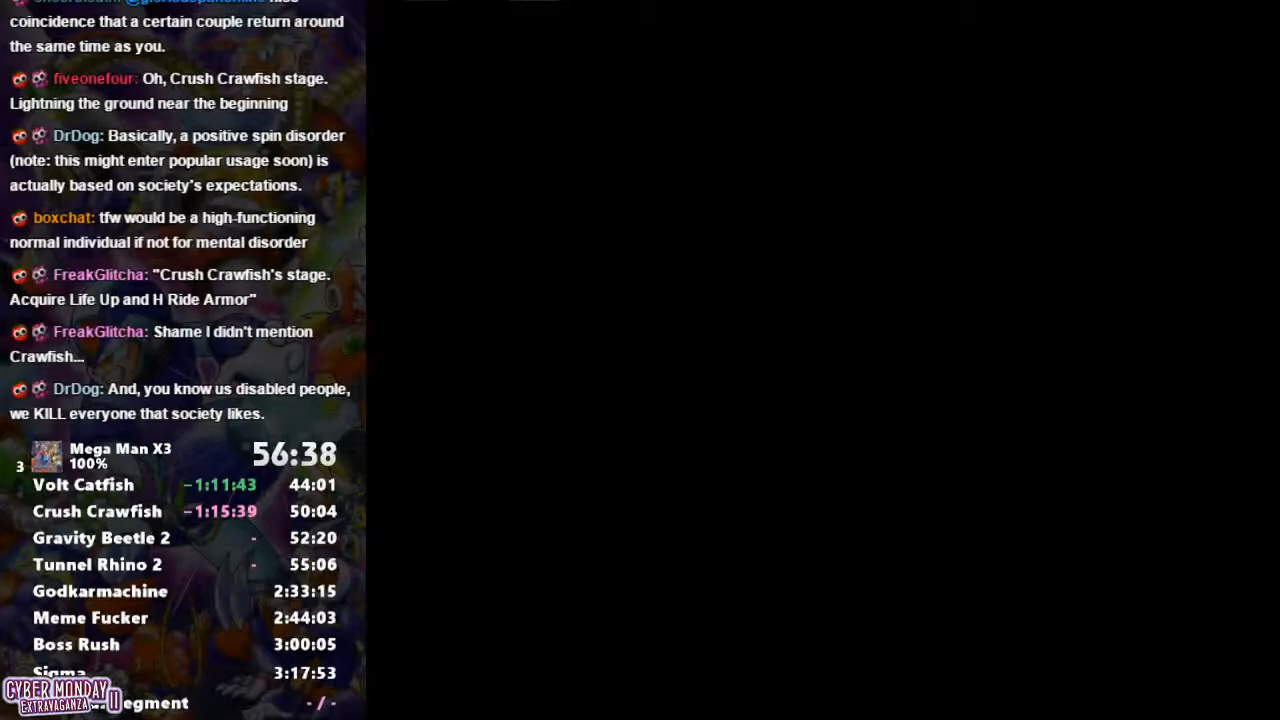 coincidence that a certain couple return around
the same time as you.
fiveonefour: Oh, Crush Crawfish stage.
Lightning the ground near the beginning
DrDog: Basically, a positive spin disorder
(note: this might enter popular usage soon) is
actually based on society's expectations.
boxchat: tfw would be a high-functioning
normal individual if not for mental disorder
FreakGlitcha: "Crush Crawfish's stage.
Acquire Life Up and H Ride Armor"
FreakGlitcha: Shame I didn't mention
Crawfish...
DrDog: And, you know us disabled people,
we KILL everyone that society likes.
Mega Man X3 56:38
3 100%
Volt Catfish -1:11:43 44:01
Crush Crawfish -1:15:39 50:04
Gravity Beetle 2 - 52:20
Tunnel Rhino 2 - 55:06
Godkarmachine 2:33:15
Meme Fucker 2:44:03
Boss Rush 3:00:05
Sigma 3:17:53
CYBER MONDAY II
EXTRAVAGANZA
egment - / -